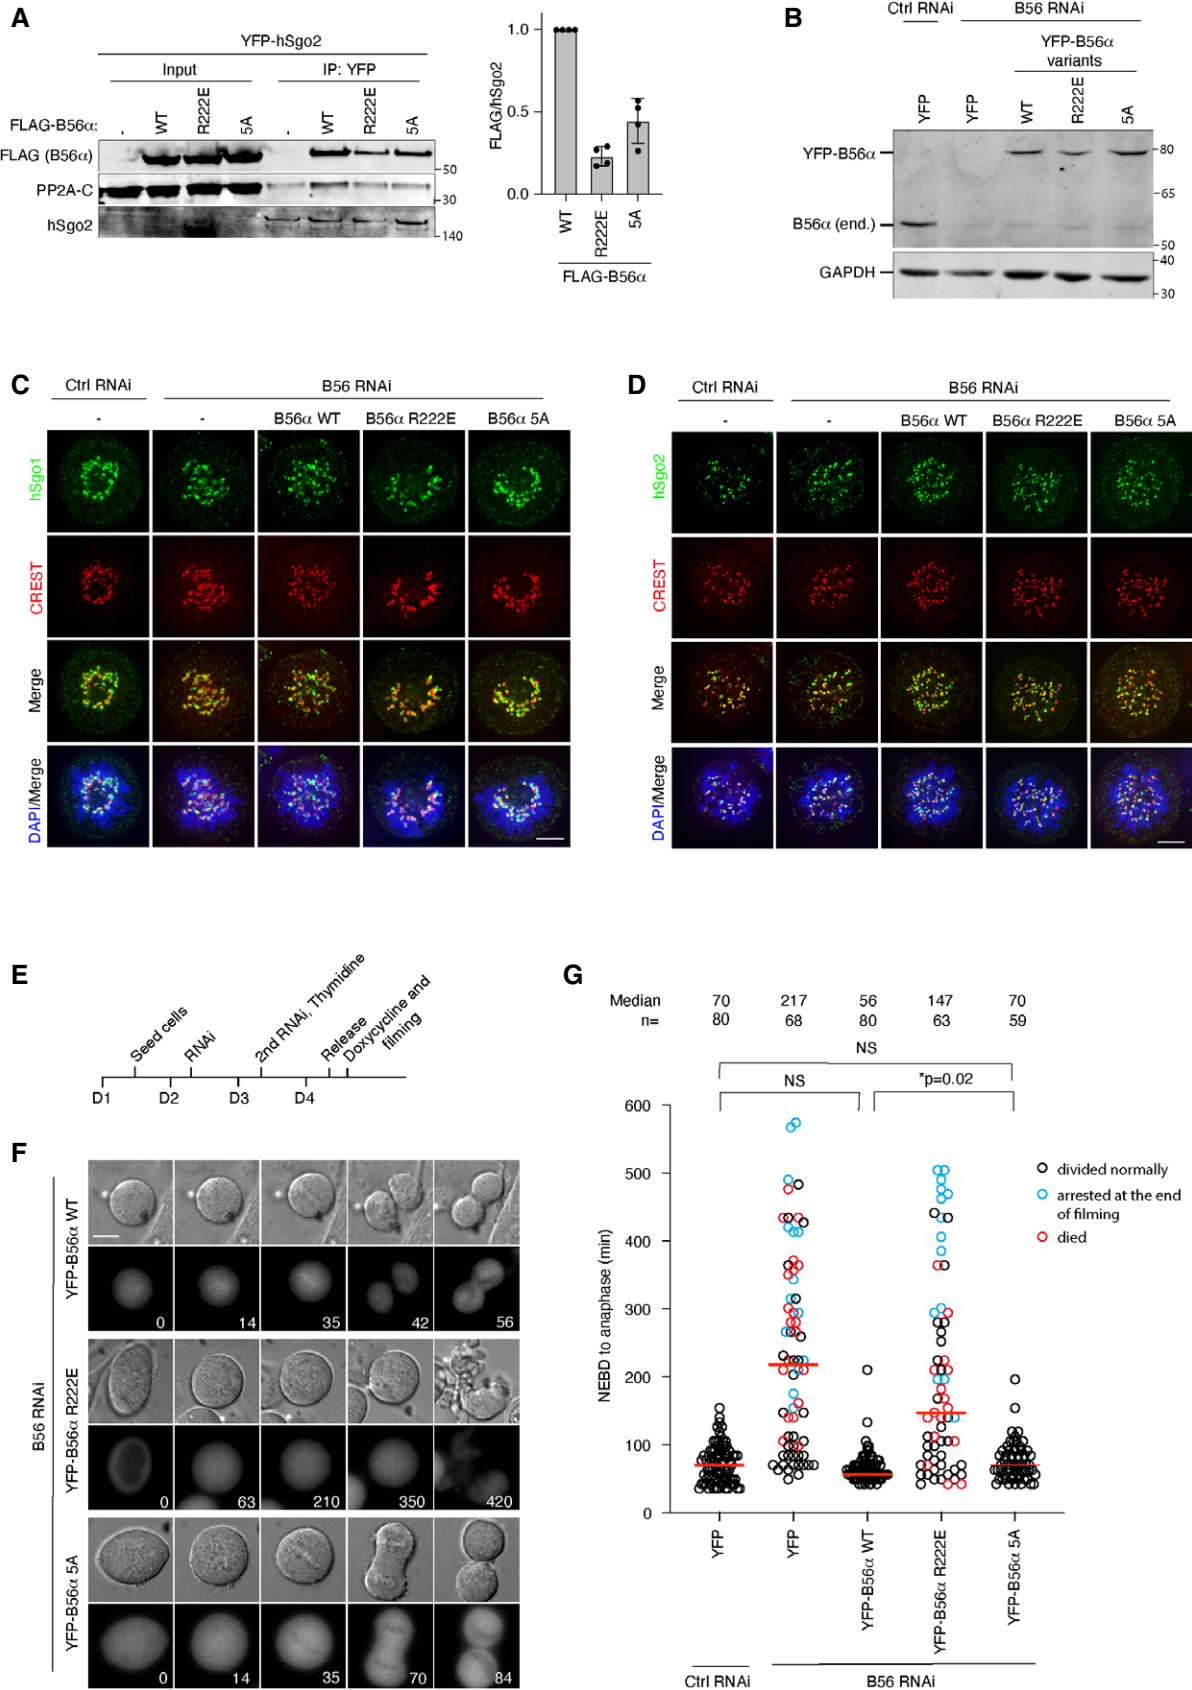 A
YFP-hSgo2
Input
IP: YFP
FLAG-B56α:
-
WT
R222E
5A
-
WT
R222E
5A
FLAG (B56α)
50
PP2A-C
30
hSgo2
140
FLAG/hSgo2
1.0
0.5
0.0
WT
R222E
5A
FLAG-B56α
B
Ctrl RNAi
B56 RNAi
YFP-B56α
variants
YFP
YFP
WT
R222E
5A
YFP-B56α
80
65
B56α (end.)
50
GAPDH
40
30
C
Ctrl RNAi
B56 RNAi
-
-
B56α WT
B56α R222E
B56α 5A
hSgo1
CREST
Merge
DAPI/Merge
D
Ctrl RNAi
B56 RNAi
-
-
B56α WT
B56α R222E
B56α 5A
hSgo2
CREST
Merge
DAPI/Merge
E
Seed cells
RNAi
2nd RNAi, Thymidine
Release
Doxycycline and
filming
D1
D2
D3
D4
F
B56 RNAi
YFP-B56α WT
0
14
35
42
56
YFP-B56α R222E
0
63
210
350
420
YFP-B56α 5A
0
14
35
70
84
G
Median
70
217
56
147
70
n=
80
68
80
63
59
NS
NS
*p=0.02
NEBD to anaphase (min)
600
500
400
300
200
100
0
divided normally
arrested at the end
of filming
died
YFP
YFP
YFP-B56α WT
YFP-B56α R222E
YFP-B56α 5A
Ctrl RNAi
B56 RNAi